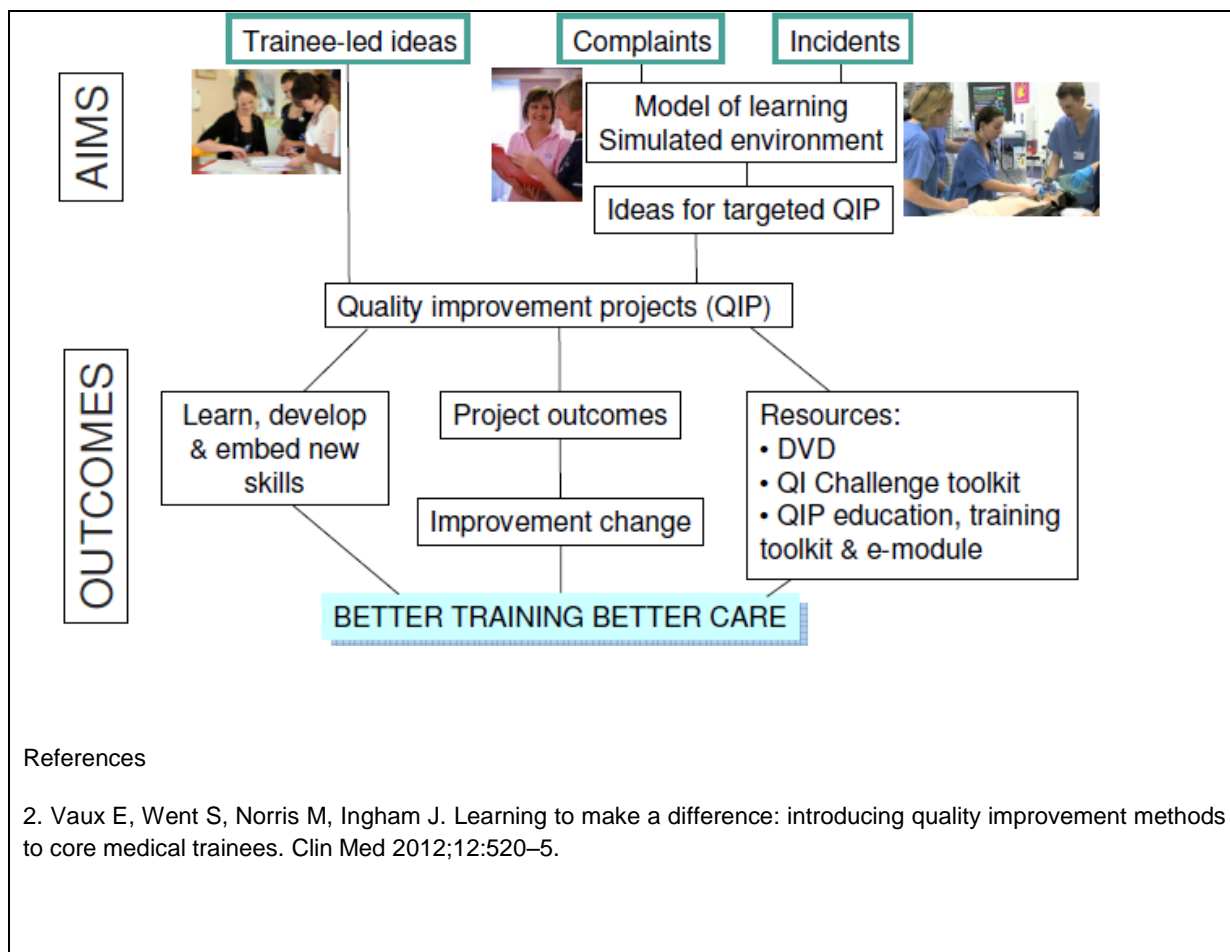 Trainee-led ideas
Complaints
Incidents
AIMS
Model of learning
Simulated environment
Ideas for targeted QIP
Quality improvement projects (QIP)
OUTCOMES
Learn, develop
& embed new
skills
Project outcomes
Improvement change
Resources:
• DVD
• QI Challenge toolkit
• QIP education, training
toolkit & e-module
BETTER TRAINING BETTER CARE
References
2. Vaux E, Went S, Norris M, Ingham J. Learning to make a difference: introducing quality improvement methods
to core medical trainees. Clin Med 2012;12:520–5.